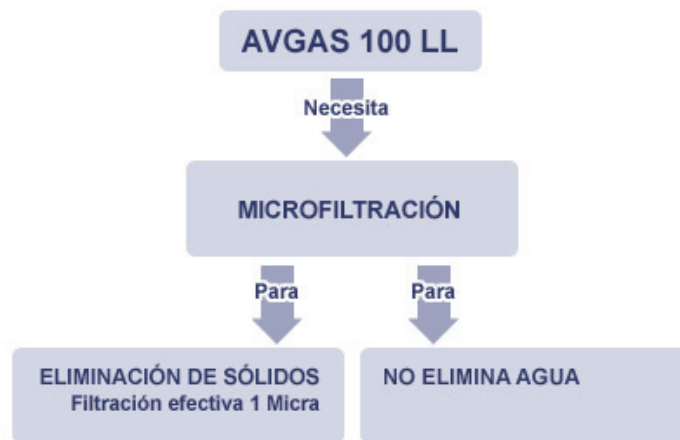 AVGAS 100 LL
Necesita
MICROFILTRACIÓN
Para
Para
ELIMINACIÓN DE SÓLIDOS
Filtración efectiva 1 Micra
NO ELIMINA AGUA